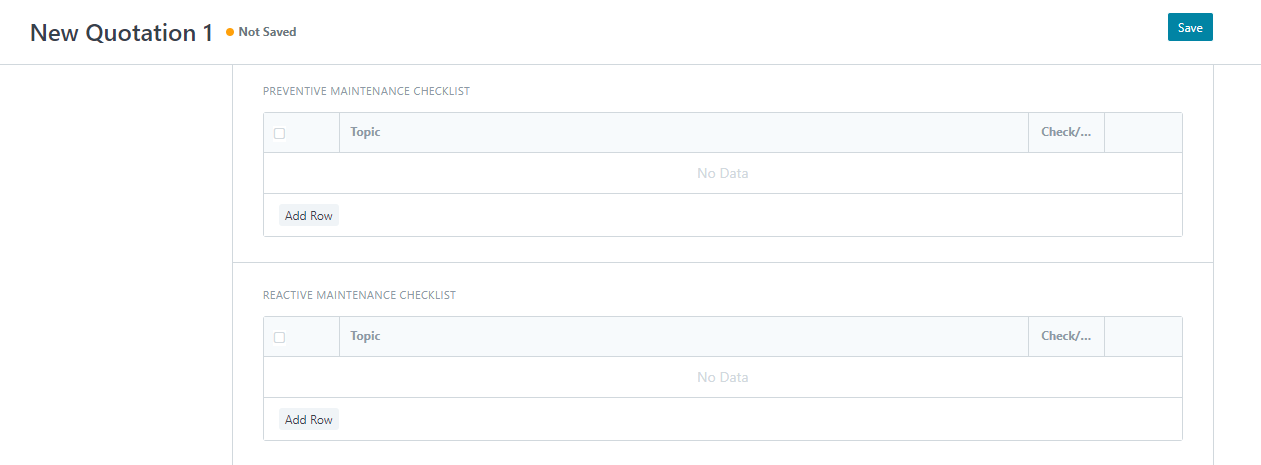 New Quotation 1 Not Saved Save
PREVENTIVE MAINTENANCE CHECKLIST
Topic Check/...
No Data
Add Row
REACTIVE MAINTENANCE CHECKLIST
Topic Check/...
No Data
Add Row